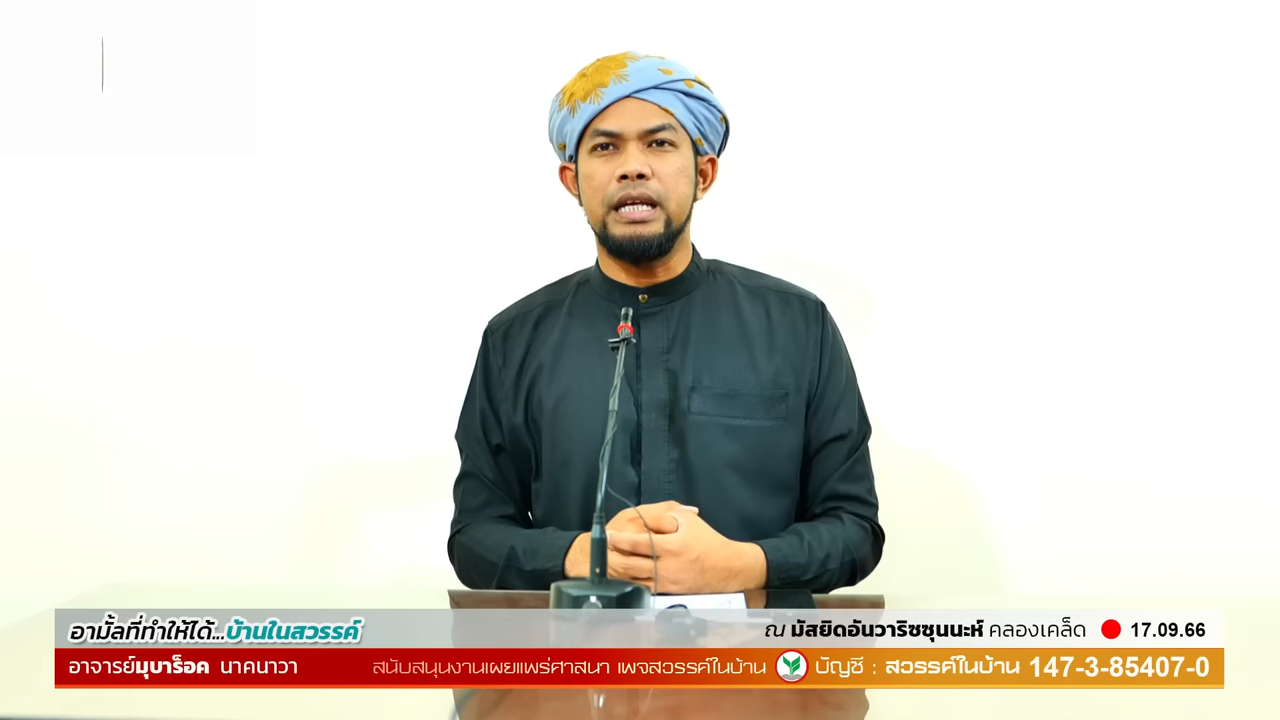 อามั้ลที่ทำให้ได้...บ้านในสวรรค์
ณ มัสยิดอันวาริซซุนนะห์ คลองเคล็ด 17.09.66
อาจารย์มุบาร็อค นาคนาวา สนับสนุนงานเผยแพร่ศาสนา เพจสวรรค์ในบ้าน บัญชี : สวรรค์ในบ้าน 147-3-85407-0